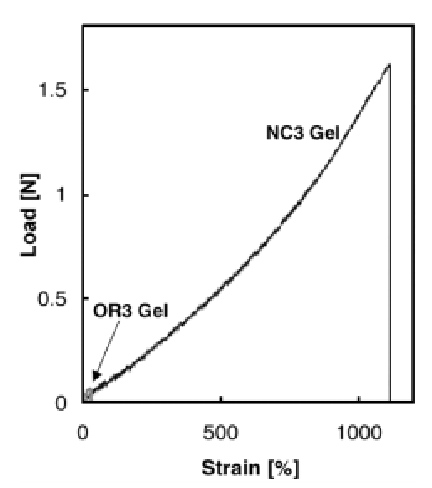 1.5
NC3 Gel
1
Load [N]
0.5
OR3 Gel
0
0 500 1000
Strain [%]